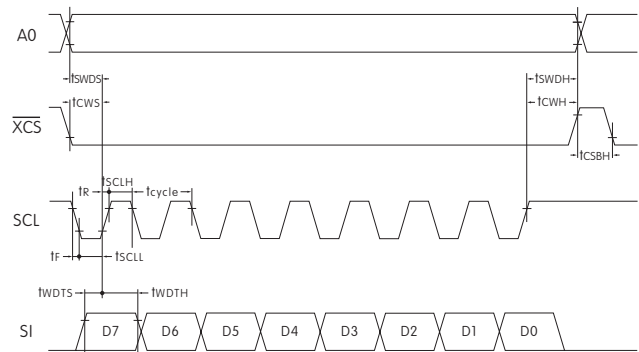 A0
tSWDS
tSWDH
tCWS
tCWH
XCS
tCSBH
tSCLH
tR
tcycle
SCL
tF
tSCLL
tWDTS
tWDTH
SI
D7
D6
D5
D4
D3
D2
D1
D0